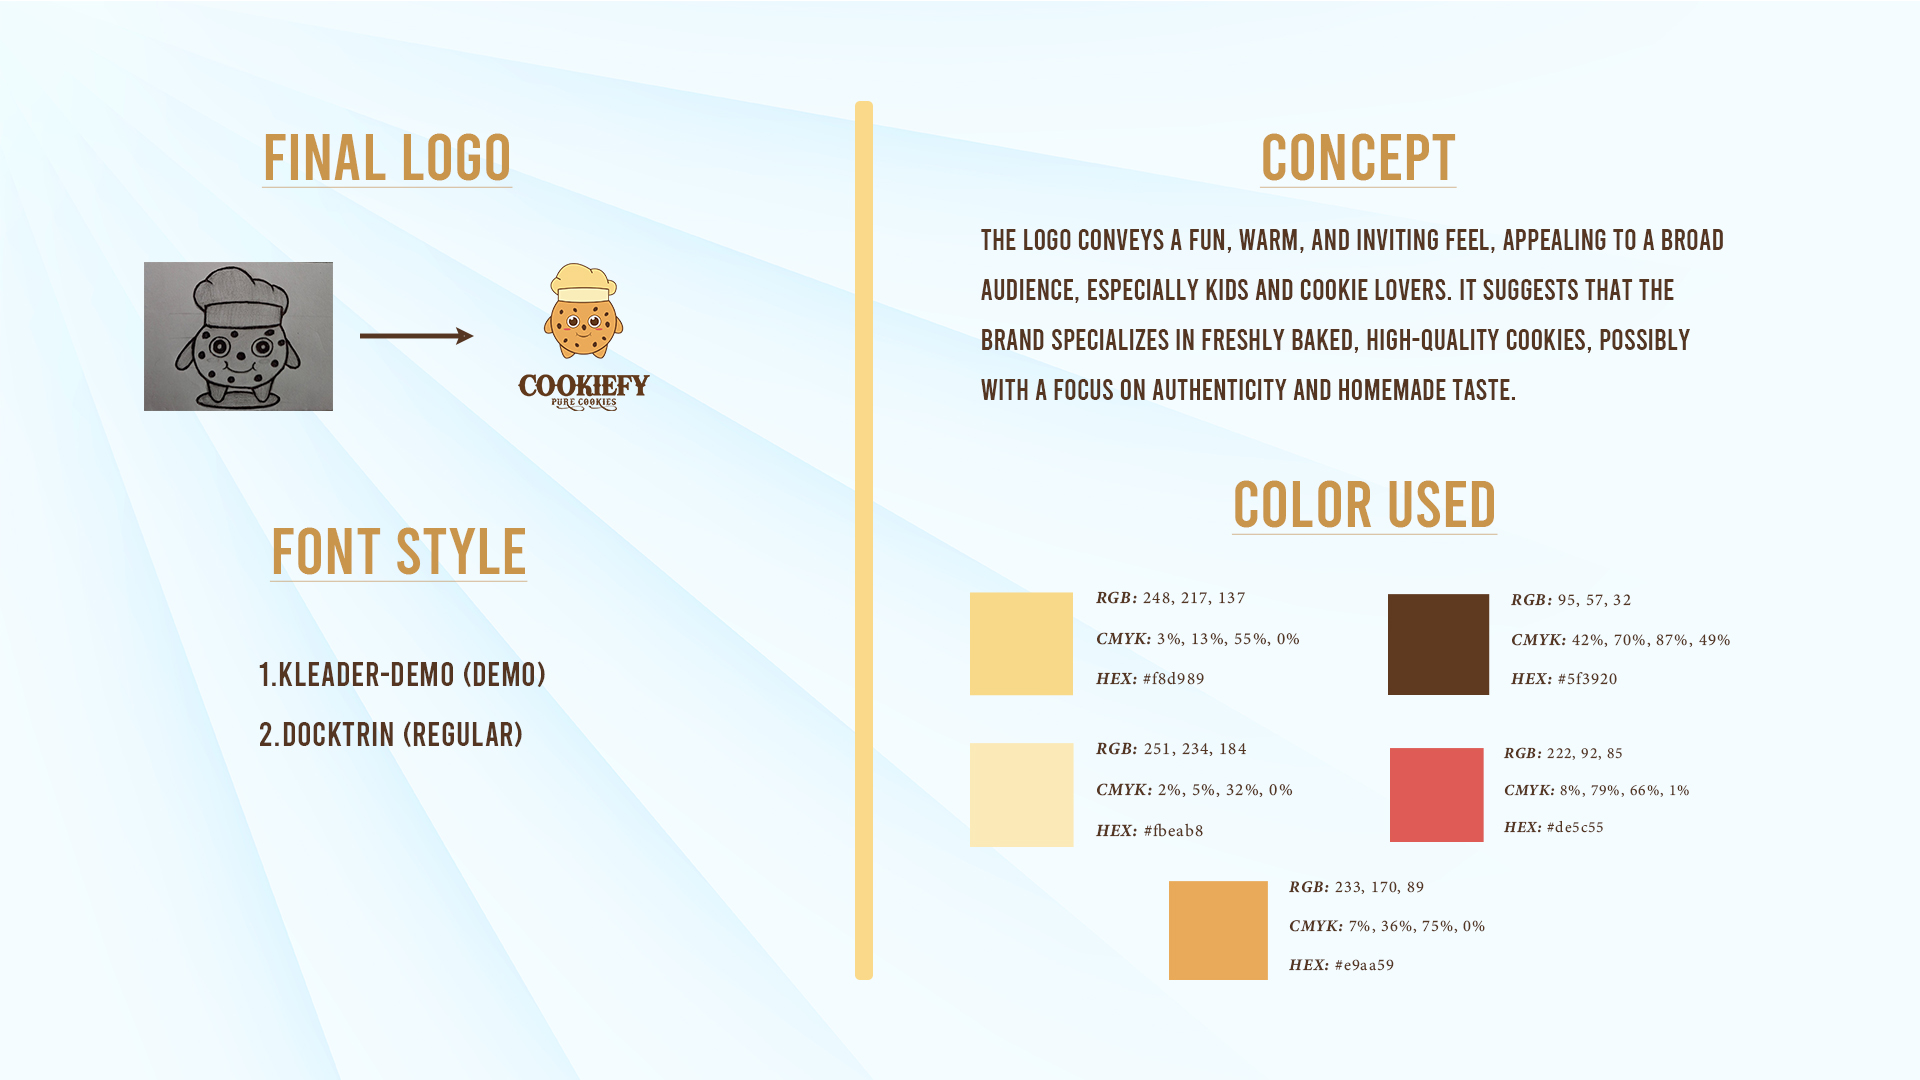 FINAL LOGO
COOKIEFY
PURE COOKIES
FONT STYLE
1.KLEADER-DEMO (DEMO)
2.DOCKTRIN (REGULAR)
CONCEPT
THE LOGO CONVEYS A FUN, WARM, AND INVITING FEEL, APPEALING TO A BROAD
AUDIENCE, ESPECIALLY KIDS AND COOKIE LOVERS. IT SUGGESTS THAT THE
BRAND SPECIALIZES IN FRESHLY BAKED, HIGH-QUALITY COOKIES, POSSIBLY
WITH A FOCUS ON AUTHENTICITY AND HOMEMADE TASTE.
COLOR USED
RGB: 248, 217, 137
CMYK: 3%, 13%, 55%, 0%
HEX: #f8d989
RGB: 95, 57, 32
CMYK: 42%, 70%, 87%, 49%
HEX: #5f3920
RGB: 251, 234, 184
CMYK: 2%, 5%, 32%, 0%
HEX: #fbeab8
RGB: 222, 92, 85
CMYK: 8%, 79%, 66%, 1%
HEX: #de5c55
RGB: 233, 170, 89
CMYK: 7%, 36%, 75%, 0%
HEX: #e9aa59